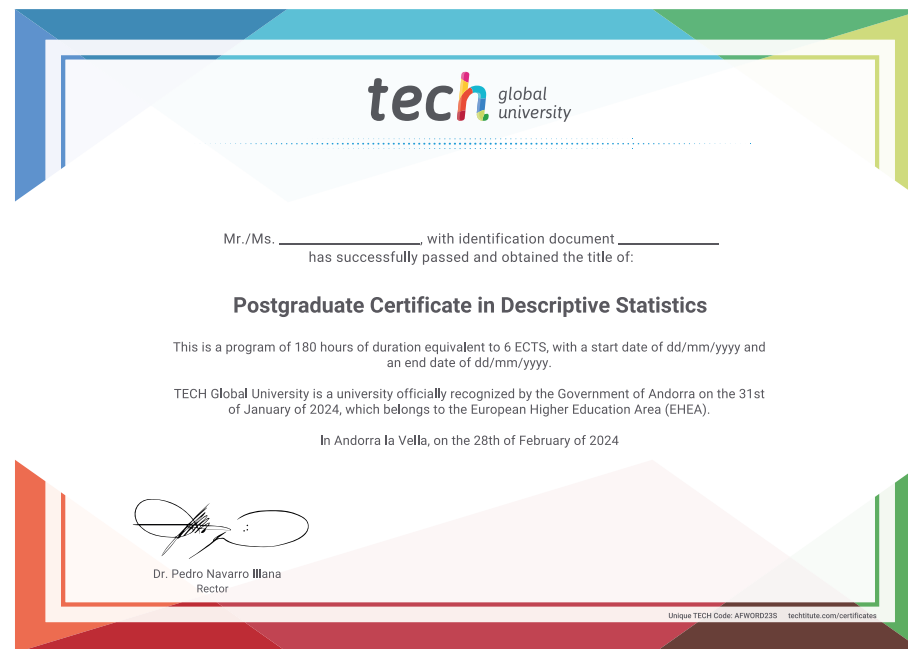 tech global university
Mr./Ms. ____________________, with identification document ______________
has successfully passed and obtained the title of:
Postgraduate Certificate in Descriptive Statistics
This is a program of 180 hours of duration equivalent to 6 ECTS, with a start date of dd/mm/yyyy and
an end date of dd/mm/yyyy.
TECH Global University is a university officially recognized by the Government of Andorra on the 31st
of January of 2024, which belongs to the European Higher Education Area (EHEA).
In Andorra la Vella, on the 28th of February of 2024
Dr. Pedro Navarro Illana
Rector
Unique TECH Code: AFWORD23S techtitute.com/certificates